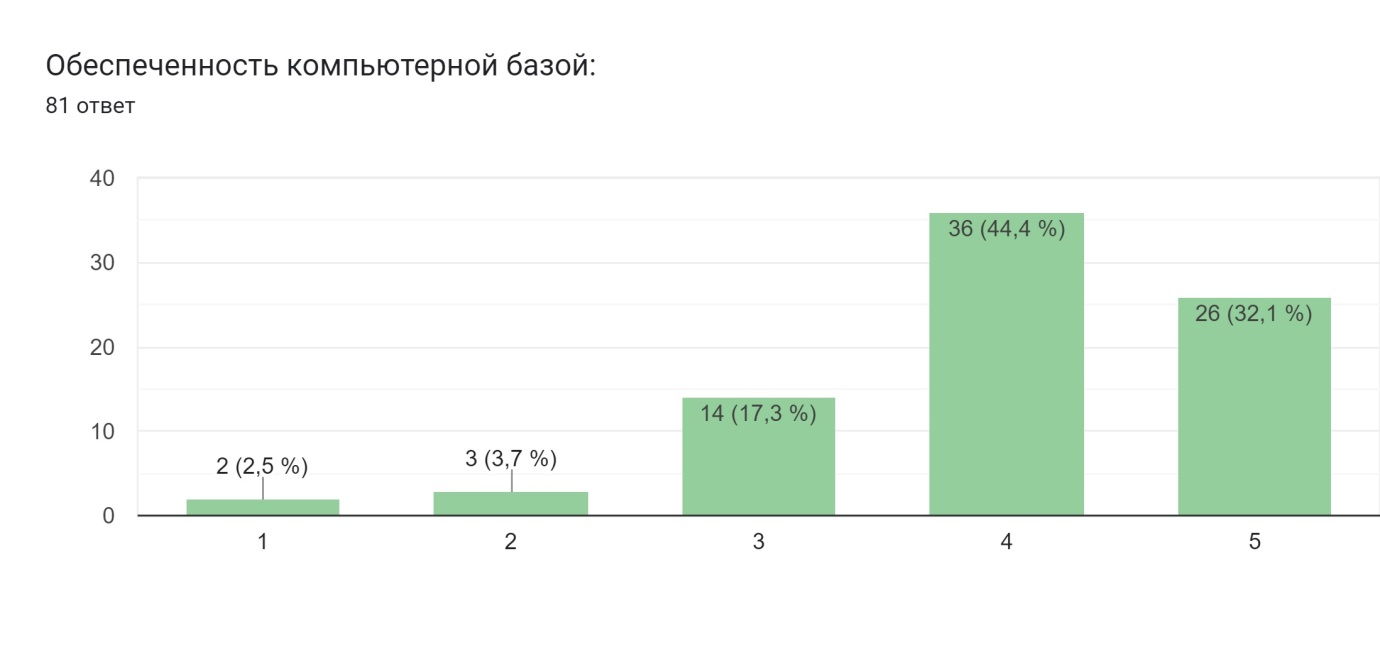 Обеспеченность компьютерной базой:
81 ответ
40
30
20
10
0
2 (2,5 %)
3 (3,7 %)
14 (17,3 %)
36 (44,4 %)
26 (32,1 %)
1
2
3
4
5